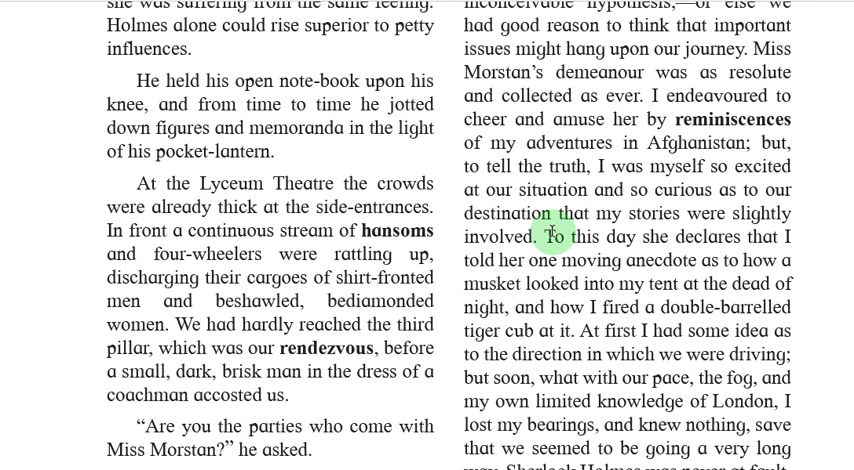 she was suffering from the same feeling.
Holmes alone could rise superior to petty
influences.
He held his open note-book upon his
knee, and from time to time he jotted
down figures and memoranda in the light
of his pocket-lantern.
At the Lyceum Theatre the crowds
were already thick at the side-entrances.
In front a continuous stream of hansoms
and four-wheelers were rattling up,
discharging their cargoes of shirt-fronted
men and beshawled, bediamonded
women. We had hardly reached the third
pillar, which was our rendezvous, before
a small, dark, brisk man in the dress of a
coachman accosted us.
“Are you the parties who come with
Miss Morstan?” he asked.
inconceivable hypothesis,—or else we
had good reason to think that important
issues might hang upon our journey. Miss
Morstan’s demeanour was as resolute
and collected as ever. I endeavoured to
cheer and amuse her by reminiscences
of my adventures in Afghanistan; but,
to tell the truth, I was myself so excited
at our situation and so curious as to our
destination that my stories were slightly
involved. To this day she declares that I
told her one moving anecdote as to how a
musket looked into my tent at the dead of
night, and how I fired a double-barrelled
tiger cub at it. At first I had some idea as
to the direction in which we were driving;
but soon, what with our pace, the fog, and
my own limited knowledge of London, I
lost my bearings, and knew nothing, save
that we seemed to be going a very long
way. Sherlock Holmes was never at fault,